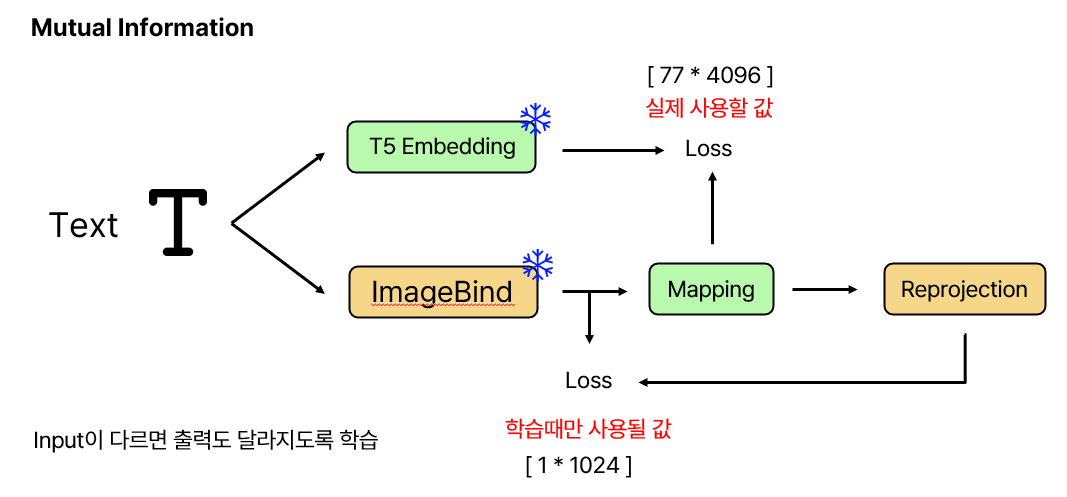 Mutual Information
[ 77 * 4096 ]
실제 사용할 값
T5 Embedding
Loss
Text T
ImageBind
Mapping
Reprojection
Loss
학습때만 사용될 값
Input이 다르면 출력도 달라지도록 학습
[ 1 * 1024 ]